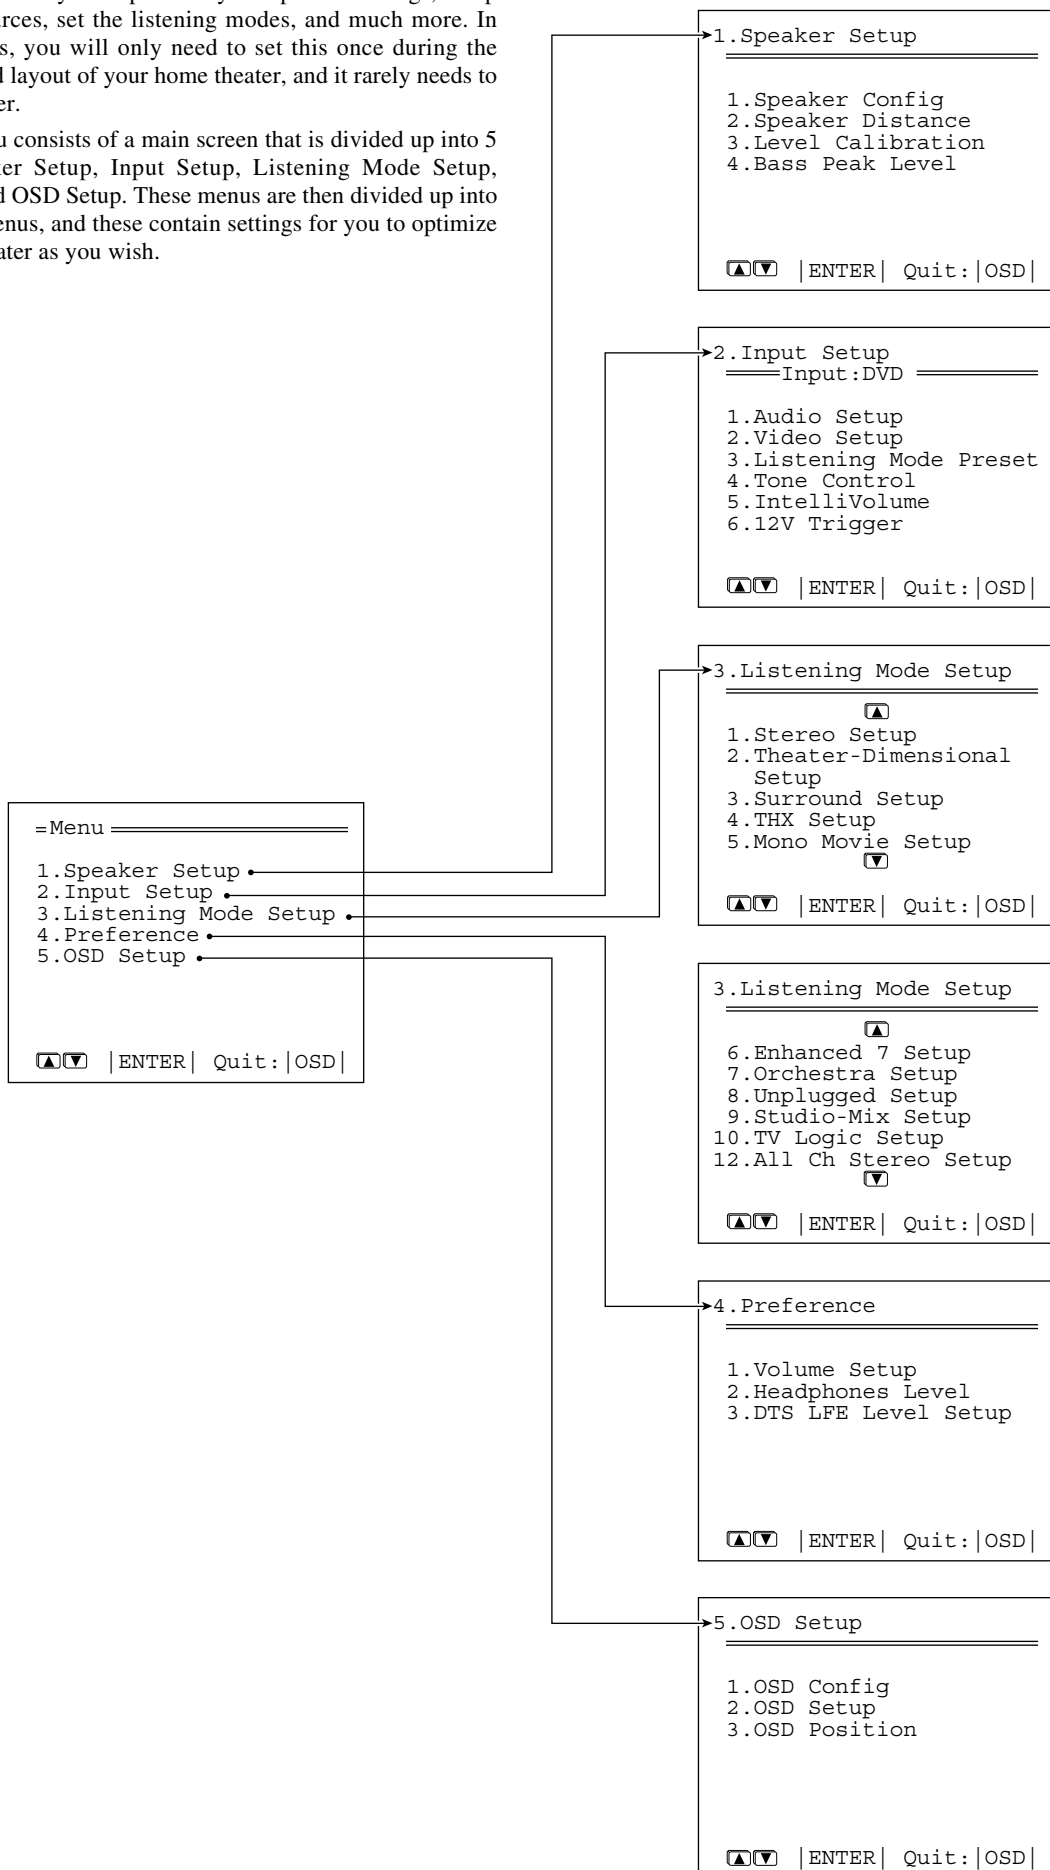 rces, set the listening modes, and much more. In
s, you will only need to set this once during the
d layout of your home theater, and it rarely needs to
er.
u consists of a main screen that is divided up into 5
er Setup, Input Setup, Listening Mode Setup,
d OSD Setup. These menus are then divided up into
enus, and these contain settings for you to optimize
ater as you wish.
1.Speaker Setup
1.Speaker Config
2.Speaker Distance
3.Level Calibration
4.Bass Peak Level
▲▼ |ENTER| Quit:|OSD|
2.Input Setup
Input:DVD
1.Audio Setup
2.Video Setup
3.Listening Mode Preset
4.Tone Control
5.IntelliVolume
6.12V Trigger
▲▼ |ENTER| Quit:|OSD|
3.Listening Mode Setup
▲
1.Stereo Setup
2.Theater-Dimensional
Setup
3.Surround Setup
4.THX Setup
5.Mono Movie Setup
▼
▲▼ |ENTER| Quit:|OSD|
=Menu
1.Speaker Setup
2.Input Setup
3.Listening Mode Setup
4.Preference
5.OSD Setup
▲▼ |ENTER| Quit:|OSD|
3.Listening Mode Setup
▲
6.Enhanced 7 Setup
7.Orchestra Setup
8.Unplugged Setup
9.Studio-Mix Setup
10.TV Logic Setup
12.All Ch Stereo Setup
▼
▲▼ |ENTER| Quit:|OSD|
4.Preference
1.Volume Setup
2.Headphones Level
3.DTS LFE Level Setup
▲▼ |ENTER| Quit:|OSD|
5.OSD Setup
1.OSD Config
2.OSD Setup
3.OSD Position
▲▼ |ENTER| Quit:|OSD|